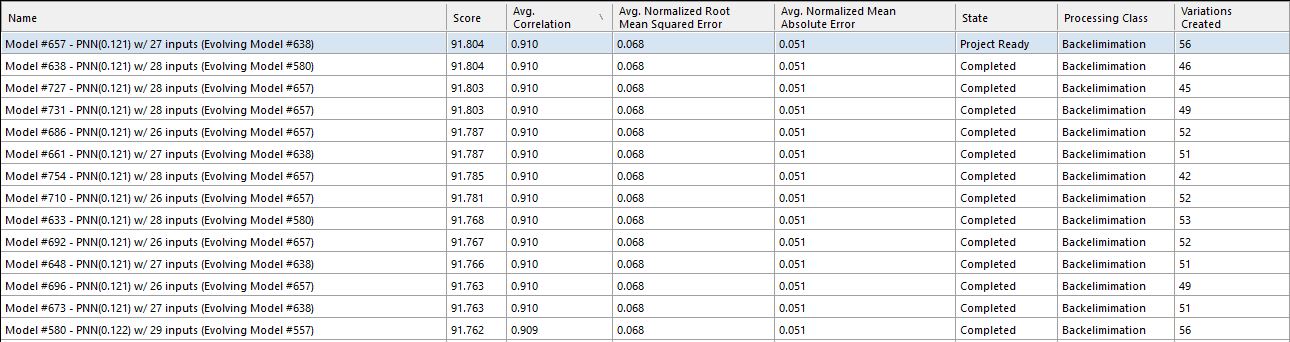 Name Score Avg. Correlation Avg. Normalized Root Mean Squared Error Avg. Normalized Mean Absolute Error State Processing Class Variations Created
Model #657 - PNN(0.121) w/ 27 inputs (Evolving Model #638) 91.804 0.910 0.068 0.051 Project Ready Backelimimation 56
Model #638 - PNN(0.121) w/ 28 inputs (Evolving Model #580) 91.804 0.910 0.068 0.051 Completed Backelimimation 46
Model #727 - PNN(0.121) w/ 28 inputs (Evolving Model #657) 91.803 0.910 0.068 0.051 Completed Backelimimation 45
Model #731 - PNN(0.121) w/ 28 inputs (Evolving Model #657) 91.803 0.910 0.068 0.051 Completed Backelimimation 49
Model #686 - PNN(0.121) w/ 26 inputs (Evolving Model #657) 91.787 0.910 0.068 0.051 Completed Backelimimation 52
Model #661 - PNN(0.121) w/ 27 inputs (Evolving Model #638) 91.787 0.910 0.068 0.051 Completed Backelimimation 51
Model #754 - PNN(0.121) w/ 28 inputs (Evolving Model #657) 91.785 0.910 0.068 0.051 Completed Backelimimation 42
Model #710 - PNN(0.121) w/ 26 inputs (Evolving Model #657) 91.781 0.910 0.068 0.051 Completed Backelimimation 52
Model #633 - PNN(0.121) w/ 28 inputs (Evolving Model #580) 91.768 0.910 0.068 0.051 Completed Backelimimation 53
Model #692 - PNN(0.121) w/ 26 inputs (Evolving Model #657) 91.767 0.910 0.068 0.051 Completed Backelimimation 52
Model #648 - PNN(0.121) w/ 27 inputs (Evolving Model #638) 91.766 0.910 0.068 0.051 Completed Backelimimation 51
Model #696 - PNN(0.121) w/ 26 inputs (Evolving Model #657) 91.763 0.910 0.068 0.051 Completed Backelimimation 49
Model #673 - PNN(0.121) w/ 27 inputs (Evolving Model #638) 91.763 0.910 0.068 0.051 Completed Backelimimation 51
Model #580 - PNN(0.122) w/ 29 inputs (Evolving Model #557) 91.762 0.909 0.068 0.051 Completed Backelimimation 56